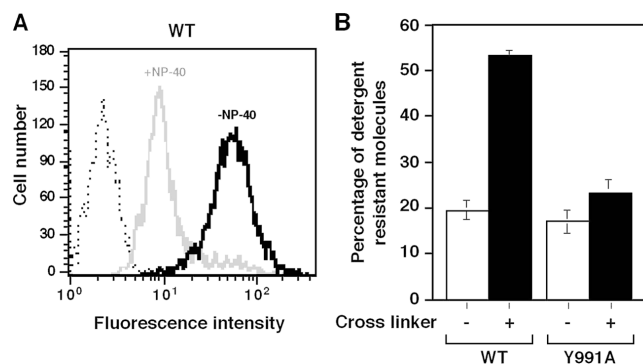 A
WT
180
150
120
90
60
30
0
Cell number
+NP-40
-NP-40
10^0
10^1
10^2
Fluorescence intensity
B
60
50
40
30
20
10
0
Percentage of detergent
resistant molecules
Cross linker - + - +
WT Y991A